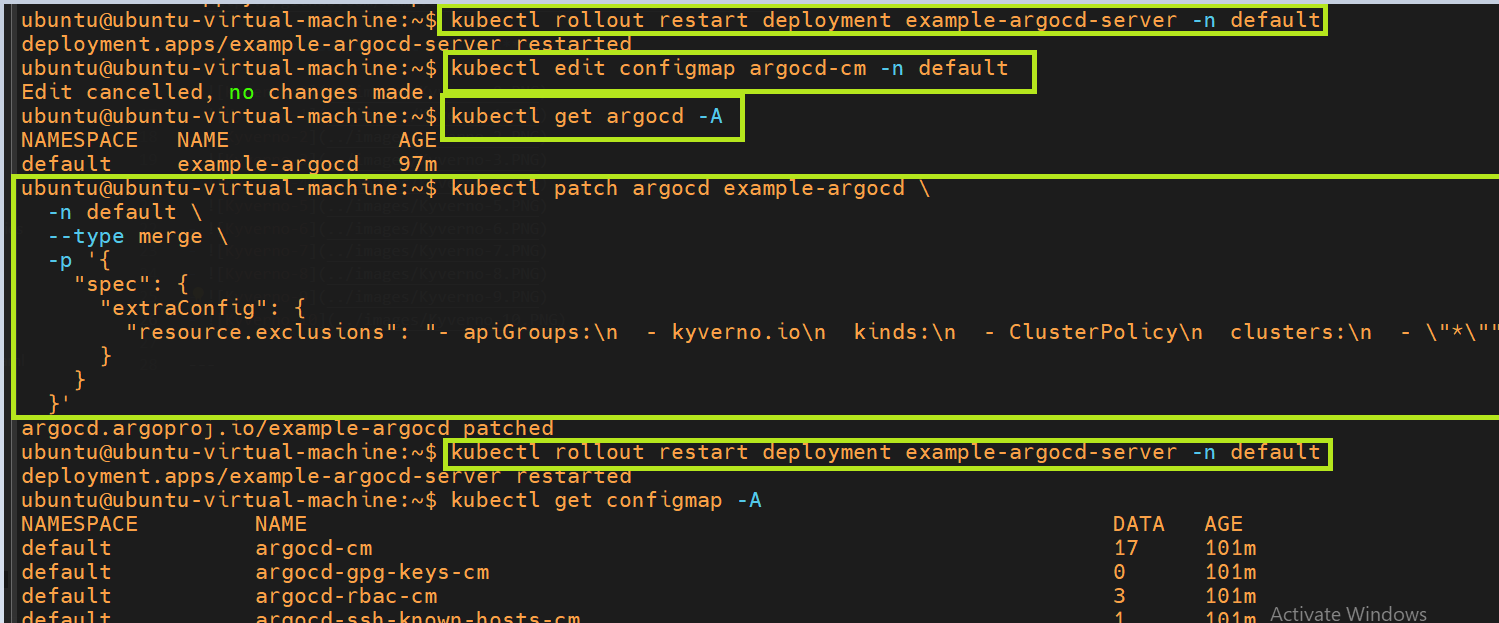 ubuntu@ubuntu-virtual-machine:~$ kubectl rollout restart deployment example-argocd-server -n default
deployment.apps/example-argocd-server restarted
ubuntu@ubuntu-virtual-machine:~$ kubectl edit configmap argocd-cm -n default
Edit cancelled, no changes made.
ubuntu@ubuntu-virtual-machine:~$ kubectl get argocd -A
NAMESPACE   NAME             AGE
default     example-argocd   97m
ubuntu@ubuntu-virtual-machine:~$ kubectl patch argocd example-argocd \
  -n default \
  --type merge \
  -p '{
    "spec": {
      "extraConfig": {
        "resource.exclusions": "- apiGroups:\n  - kyverno.io\n  kinds:\n  - ClusterPolicy\n  clusters:\n  - \"*\""
      }
    }
  }'
argocd.argoproj.io/example-argocd patched
ubuntu@ubuntu-virtual-machine:~$ kubectl rollout restart deployment example-argocd-server -n default
deployment.apps/example-argocd-server restarted
ubuntu@ubuntu-virtual-machine:~$ kubectl get configmap -A
NAMESPACE         NAME         DATA   AGE
default           argocd-cm         17     101m
default           argocd-gpg-keys-cm         0      101m
default           argocd-rbac-cm         3      101m
default           argocd-ssh-known-hosts-cm         1      101m
Activate Windows